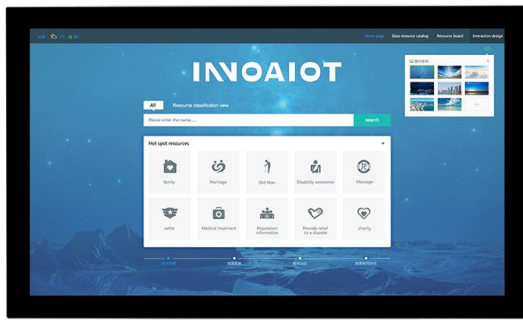 Home page Data resource catalog Resource board Interaction design
INOAIOT
All Resource classification view
Please enter the name ... search
Hot spot resources +
family Marriage Old Man Disability assistance Message
settle Medical treatment Population information Provide relief to a disaster charity